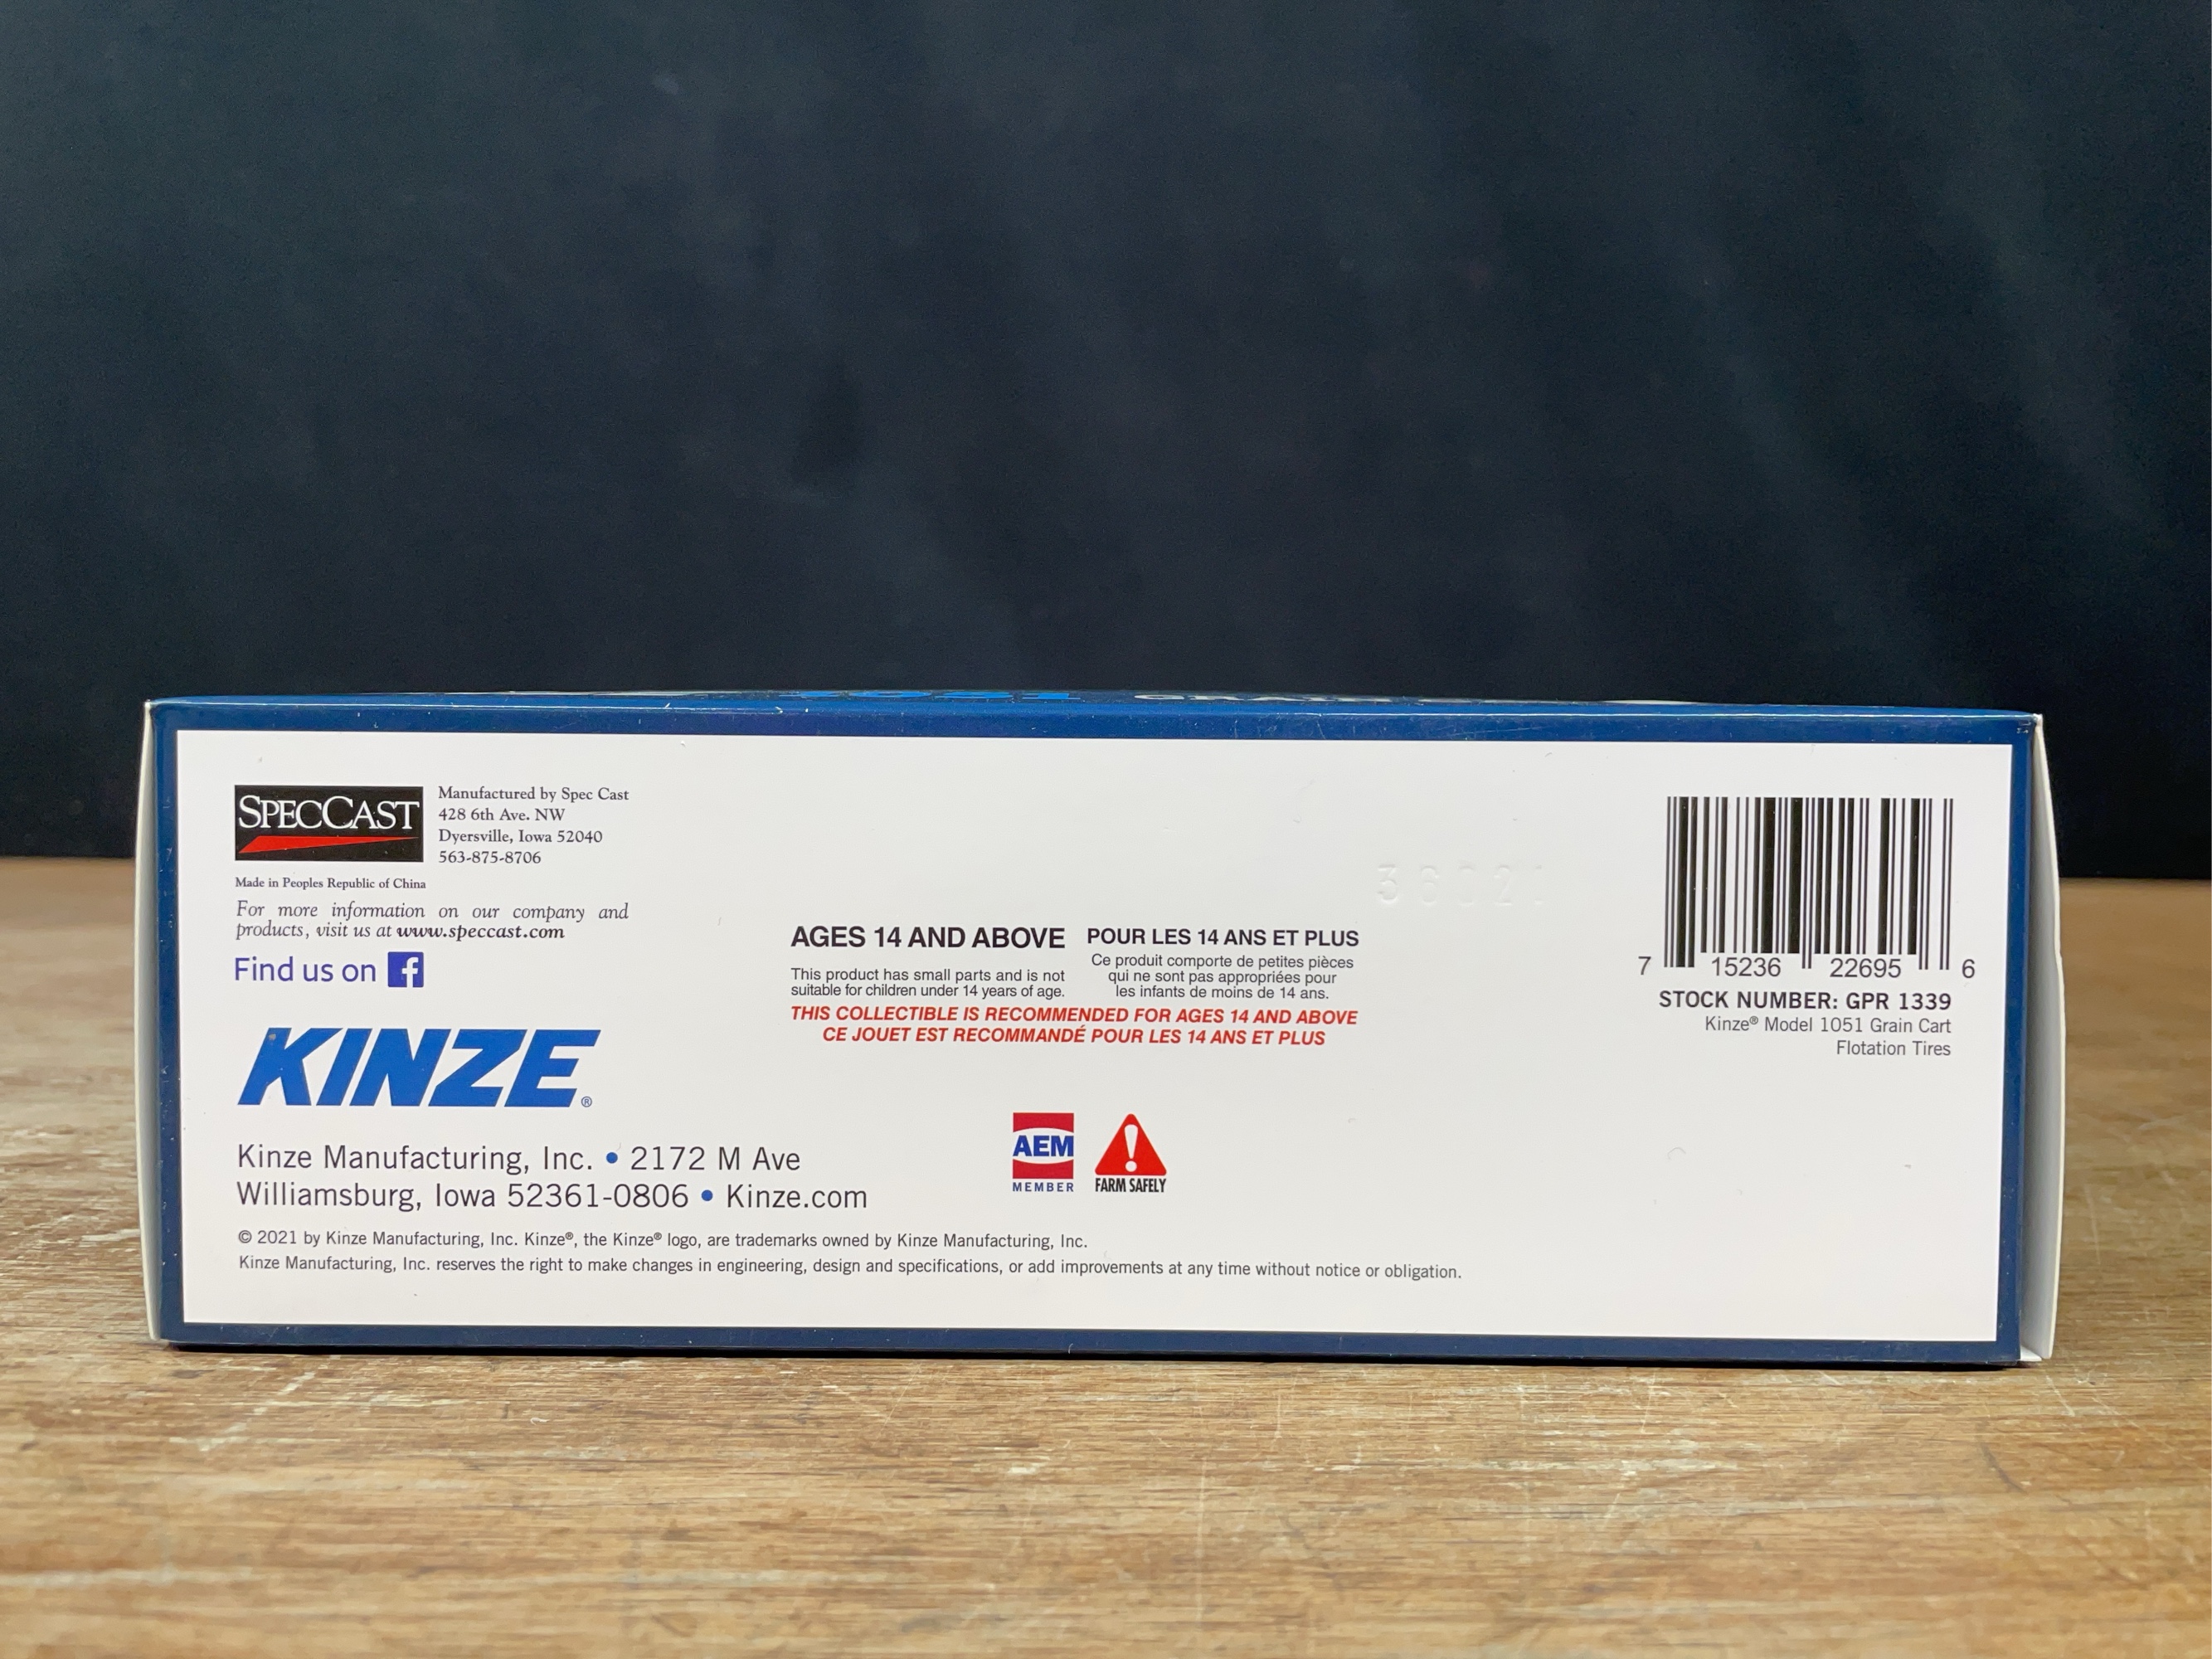 SPECCAST
Manufactured by Spec Cast
428 6th Ave. NW
Dyersville, Iowa 52040
563-875-8706
Made in Peoples Republic of China
For more information on our company and
products, visit us at www.speccast.com
Find us on f
KINZE®
Kinze Manufacturing, Inc. • 2172 M Ave
Williamsburg, Iowa 52361-0806 • Kinze.com
© 2021 by Kinze Manufacturing, Inc. Kinze®, the Kinze® logo, are trademarks owned by Kinze Manufacturing, Inc.
Kinze Manufacturing, Inc. reserves the right to make changes in engineering, design and specifications, or add improvements at any time without notice or obligation.
AGES 14 AND ABOVE
This product has small parts and is not
suitable for children under 14 years of age.
POUR LES 14 ANS ET PLUS
Ce produit comporte de petites pièces
qui ne sont pas appropriées pour
les infants de moins de 14 ans.
THIS COLLECTIBLE IS RECOMMENDED FOR AGES 14 AND ABOVE
CE JOUET EST RECOMMANDÉ POUR LES 14 ANS ET PLUS
AEM
MEMBER
FARM SAFELY
7 15236 22695 6
STOCK NUMBER: GPR 1339
Kinze® Model 1051 Grain Cart
Flotation Tires